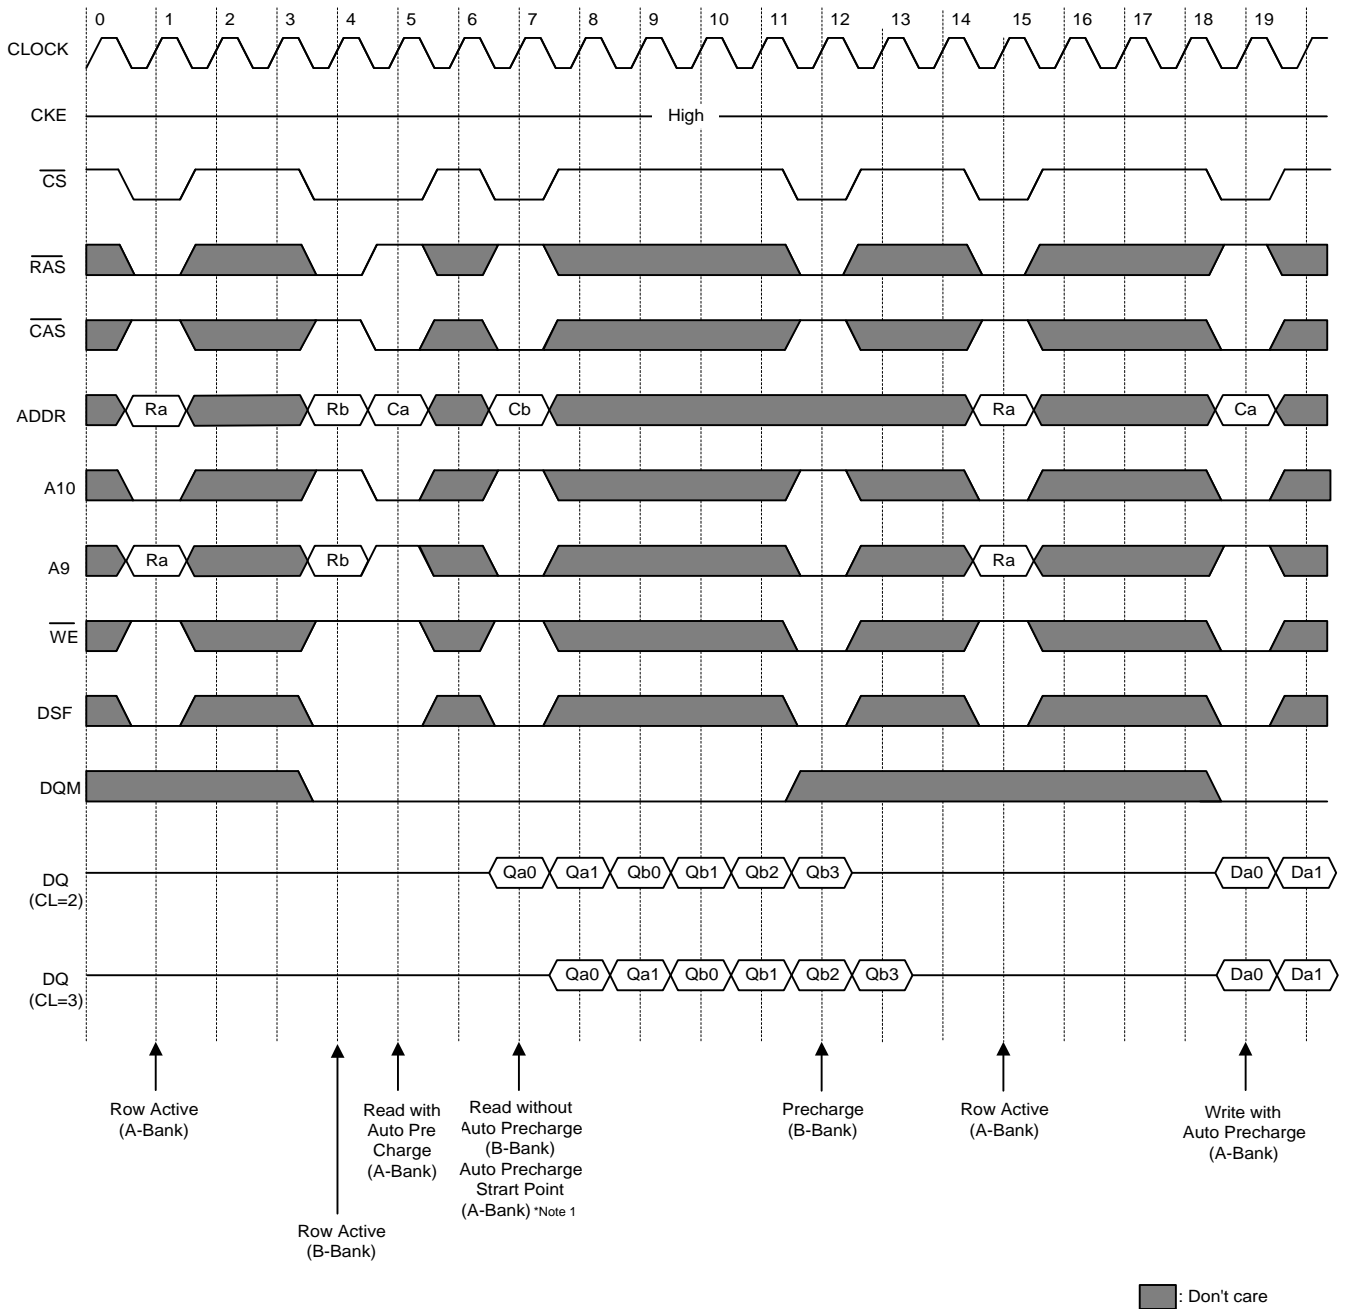 0 1 2 3 4 5 6 7 8 9 10 11 12 13 14 15 16 17 18 19
CLOCK
CKE High
CS
RAS
CAS
ADDR Ra Rb Ca Cb Ra Ca
A10
A9 Ra Rb Ra
WE
DSF
DQM
DQ
(CL=2)
Qa0 Qa1 Qb0 Qb1 Qb2 Qb3 Da0 Da1
DQ
(CL=3)
Qa0 Qa1 Qb0 Qb1 Qb2 Qb3 Da0 Da1
Row Active
(A-Bank)
Row Active
(B-Bank)
Read with
Auto Pre
Charge
(A-Bank)
Read without
Auto Precharge
(B-Bank)
Auto Precharge
Strart Point
(A-Bank) *Note 1
Precharge
(B-Bank)
Row Active
(A-Bank)
Write with
Auto Precharge
(A-Bank)
: Don't care